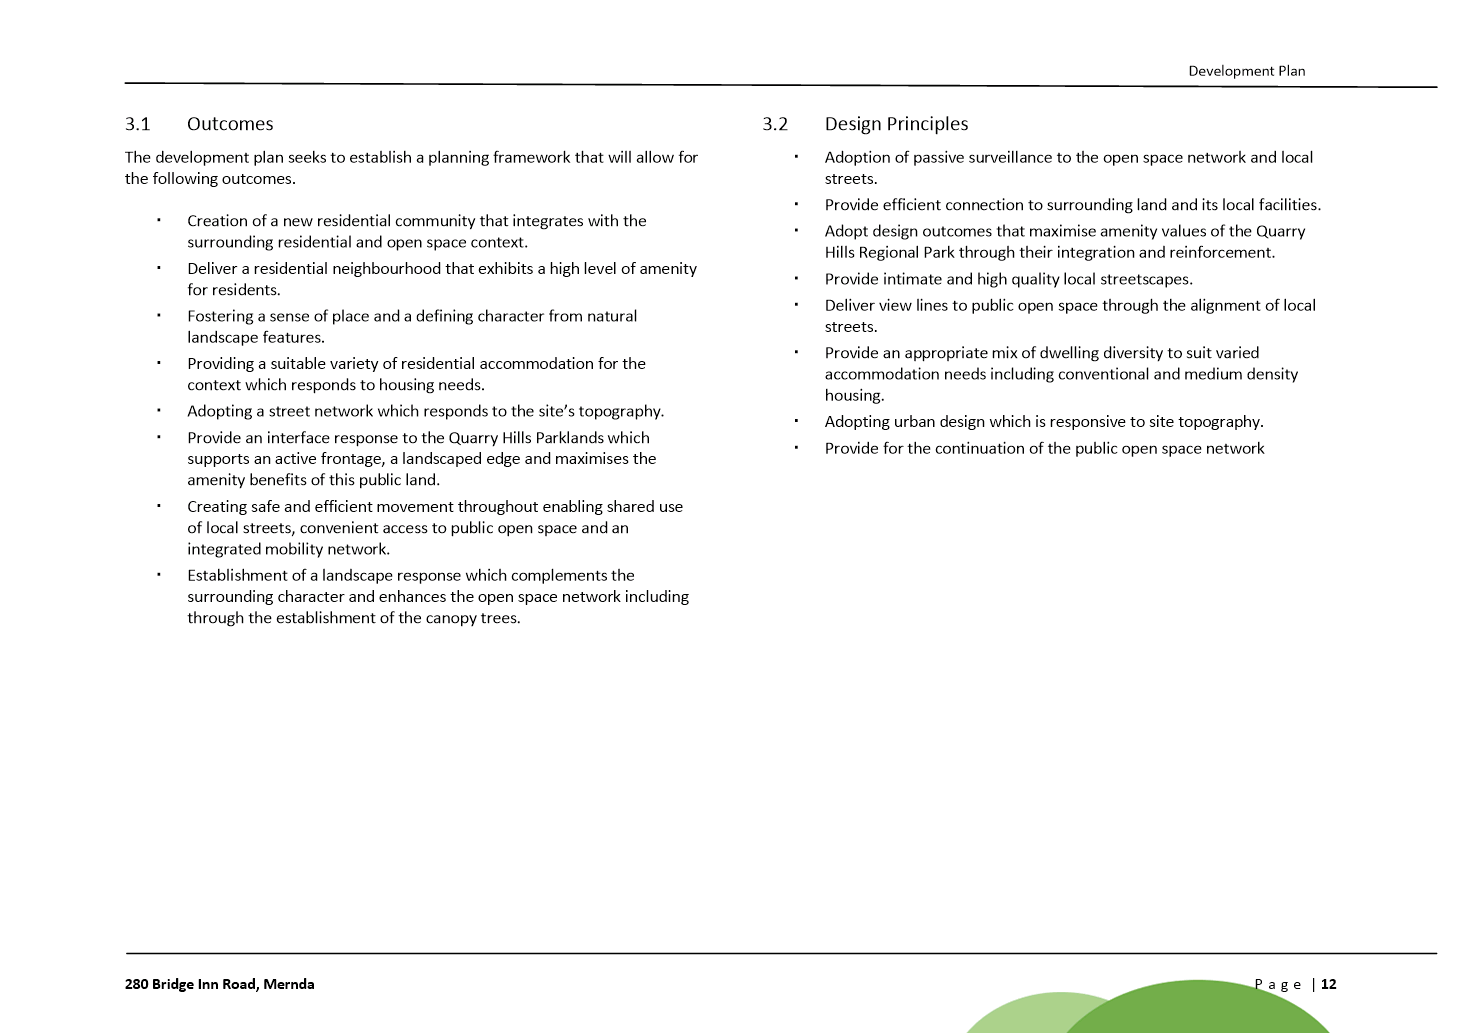 Development Plan
3.1 Outcomes
The development plan seeks to establish a planning framework that will allow for
the following outcomes.
▪ Creation of a new residential community that integrates with the
surrounding residential and open space context.
▪ Deliver a residential neighbourhood that exhibits a high level of amenity
for residents.
▪ Fostering a sense of place and a defining character from natural
landscape features.
▪ Providing a suitable variety of residential accommodation for the
context which responds to housing needs.
▪ Adopting a street network which responds to the site’s topography.
▪ Provide an interface response to the Quarry Hills Parklands which
supports an active frontage, a landscaped edge and maximises the
amenity benefits of this public land.
▪ Creating safe and efficient movement throughout enabling shared use
of local streets, convenient access to public open space and an
integrated mobility network.
▪ Establishment of a landscape response which complements the
surrounding character and enhances the open space network including
through the establishment of the canopy trees.
3.2 Design Principles
▪ Adoption of passive surveillance to the open space network and local
streets.
▪ Provide efficient connection to surrounding land and its local facilities.
▪ Adopt design outcomes that maximise amenity values of the Quarry
Hills Regional Park through their integration and reinforcement.
▪ Provide intimate and high quality local streetscapes.
▪ Deliver view lines to public open space through the alignment of local
streets.
▪ Provide an appropriate mix of dwelling diversity to suit varied
accommodation needs including conventional and medium density
housing.
▪ Adopting urban design which is responsive to site topography.
▪ Provide for the continuation of the public open space network
280 Bridge Inn Road, Mernda
Page | 12